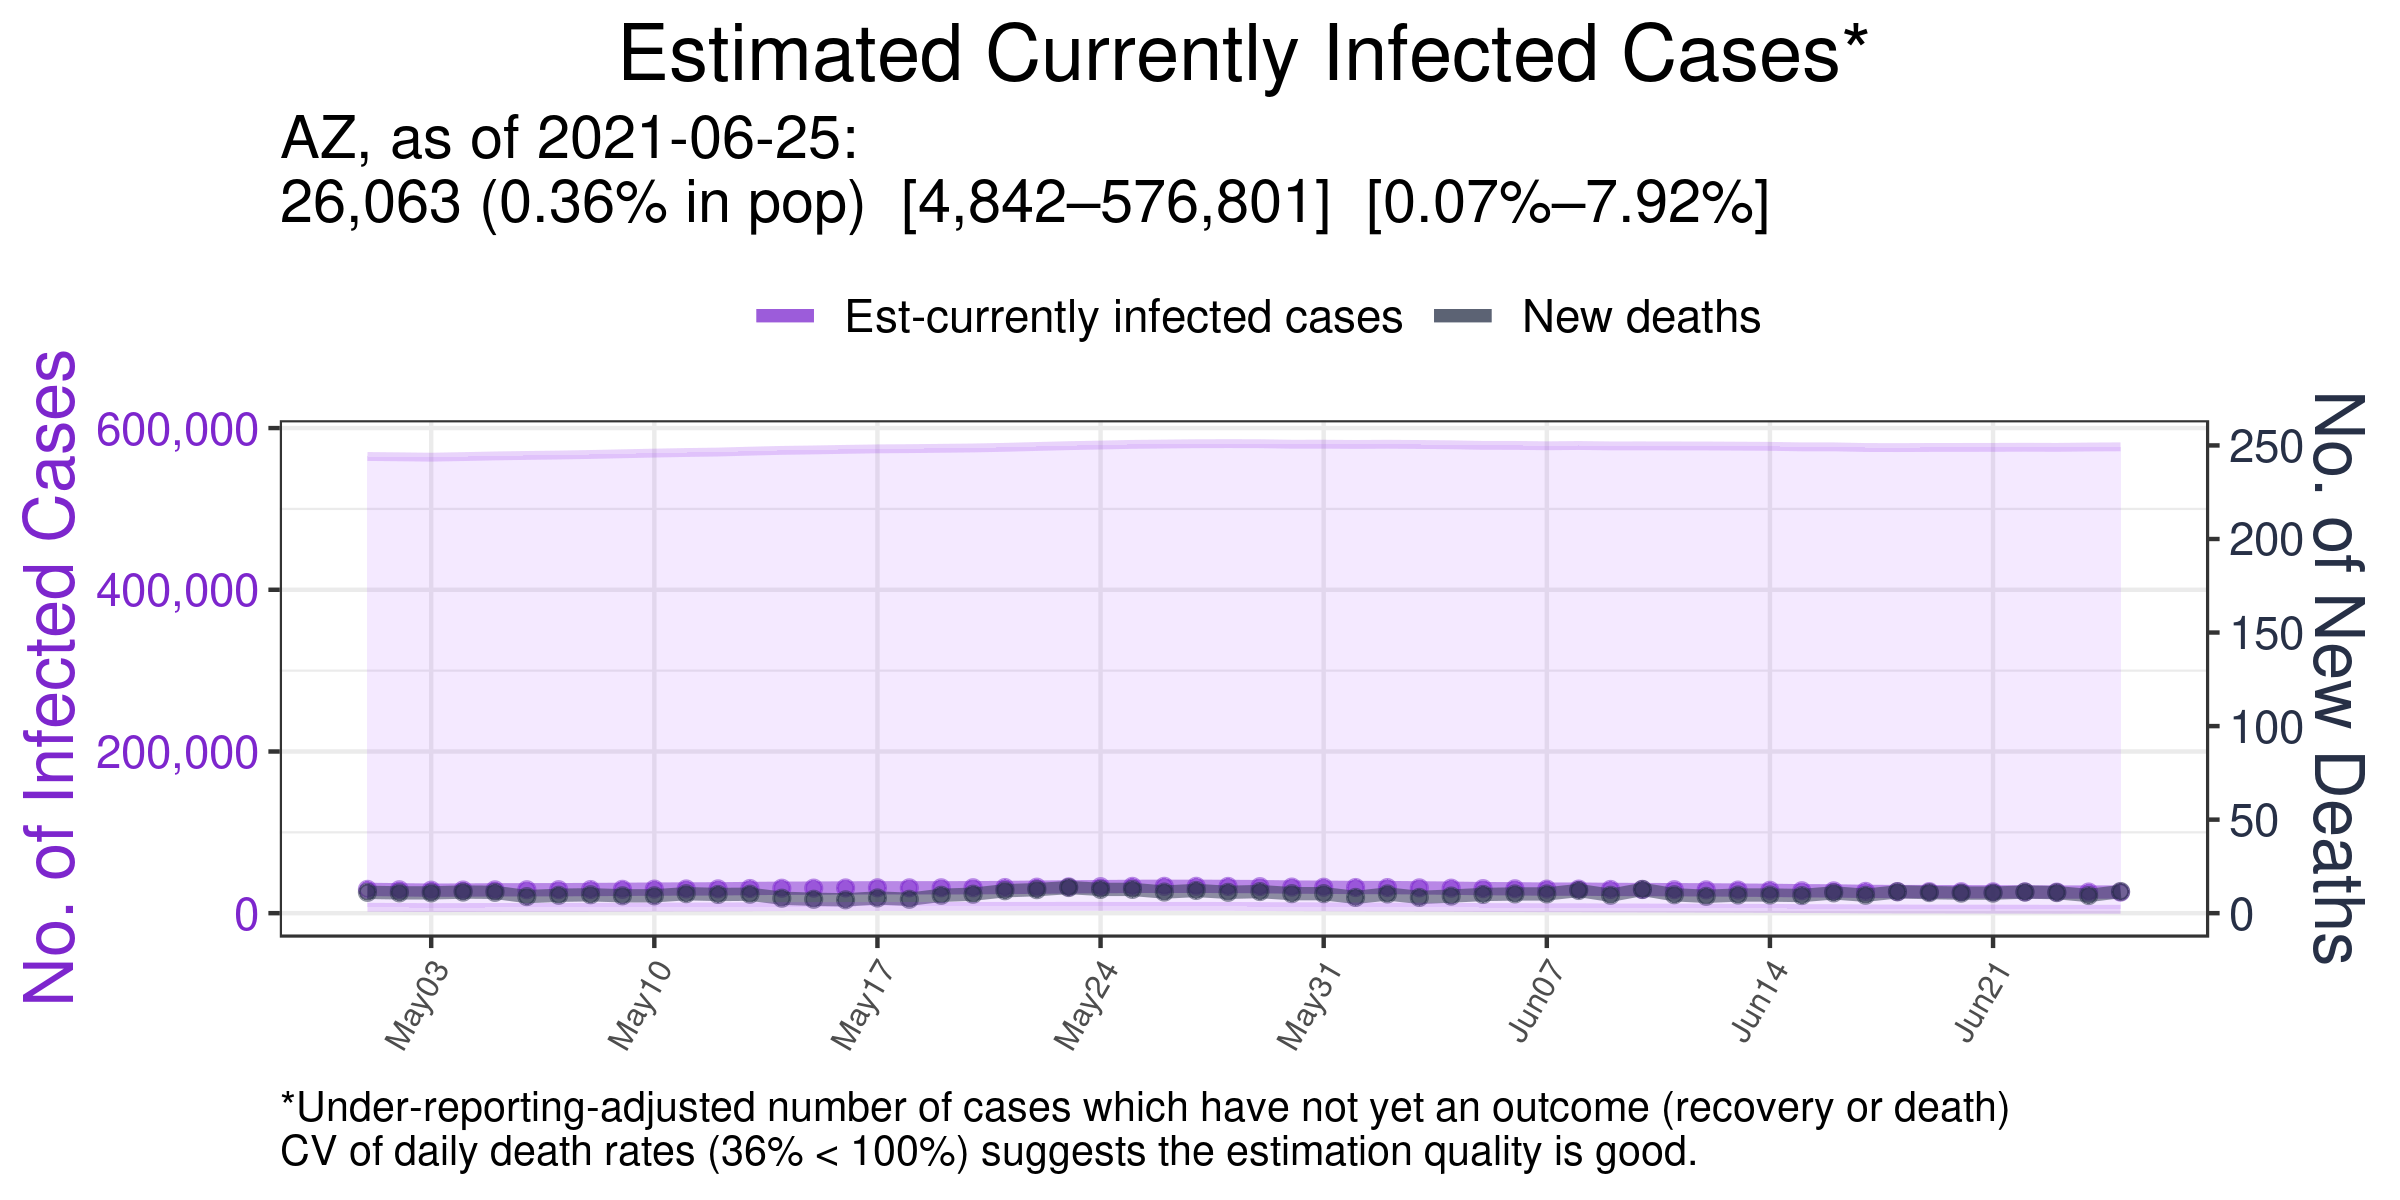 Estimated Currently Infected Cases*
AZ, as of 2021-06-25:
26,063 (0.36% in pop)  [4,842–576,801]  [0.07%–7.92%]
Est-currently infected cases
New deaths
No. of Infected Cases
600,000
400,000
200,000
0
250
200
150
100
50
0
No. of New Deaths
May03
May10
May17
May24
May31
Jun07
Jun14
Jun21
*Under-reporting-adjusted number of cases which have not yet an outcome (recovery or death)
CV of daily death rates (36% < 100%) suggests the estimation quality is good.